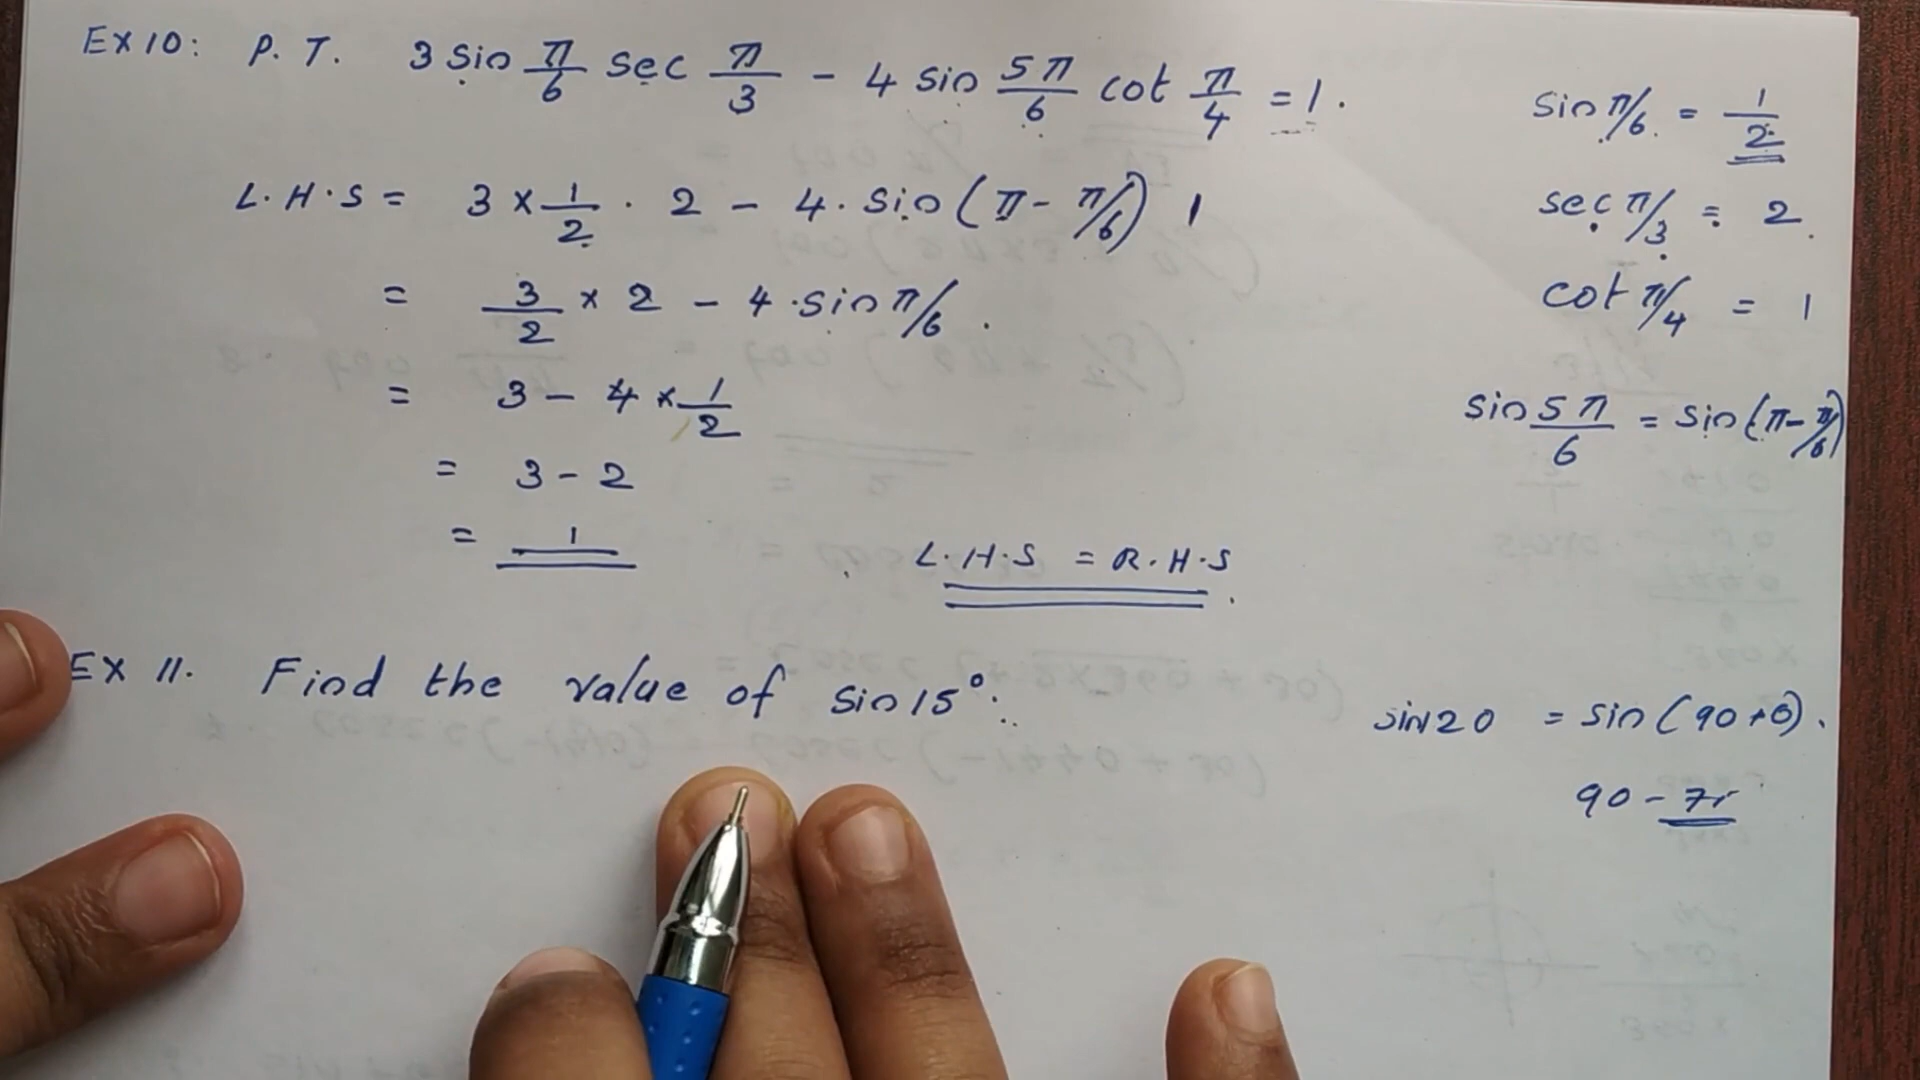 EX 10: P. T. 3 sin π/6 sec π/3 - 4 sin 5π/6 cot π/4 = 1.
L.H.S = 3 × 1/2 . 2 - 4. sin (π - π/6) 1
= 3/2 × 2 - 4 . sin π/6.
= 3 - 4 × 1/2
= 3 - 2
= 1
L.H.S = R.H.S
sin π/6 = 1/2
sec π/3 = 2.
cot π/4 = 1
sin 5π/6 = sin (π - π/6)
EX 11. Find the value of sin 15°.
= sin (90 + 0).
90 -